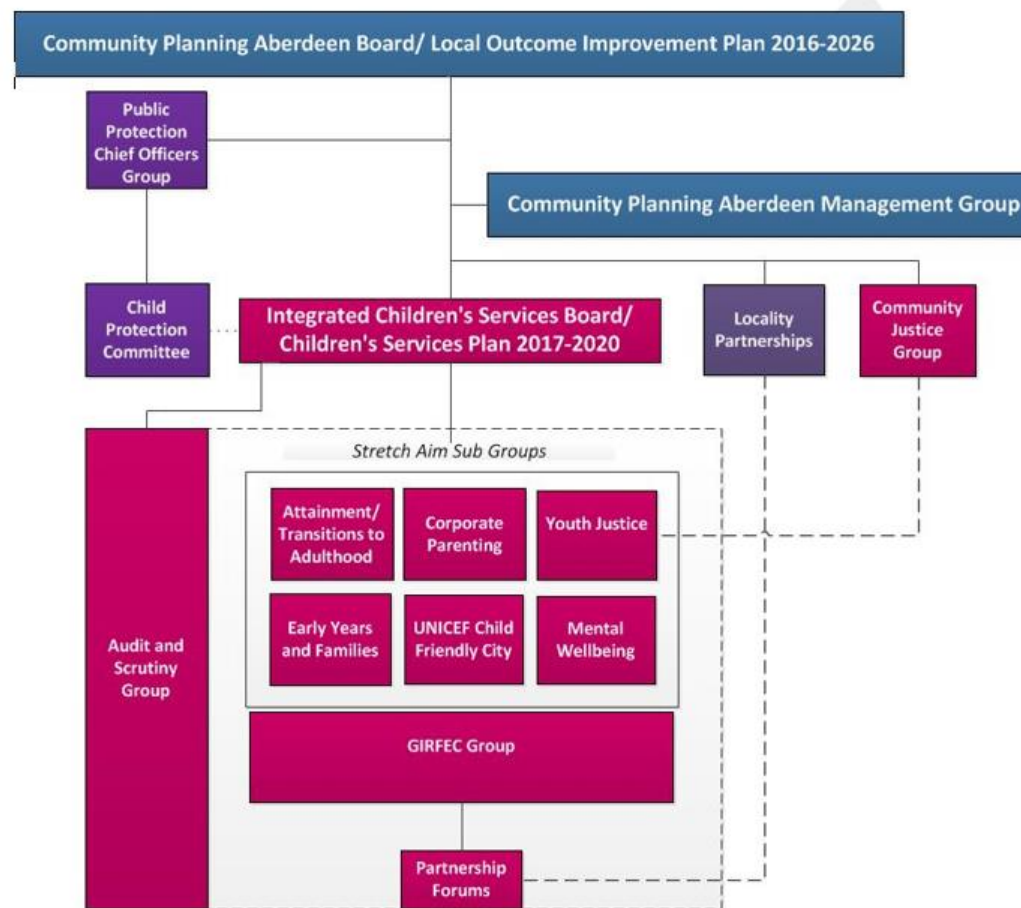 Community Planning Aberdeen Board/ Local Outcome Improvement Plan 2016-2026
Public
Protection
Chief Officers
Group
Community Planning Aberdeen Management Group
Child
Protection
Committee
Integrated Children's Services Board/
Children's Services Plan 2017-2020
Locality
Partnerships
Community
Justice
Group
Stretch Aim Sub Groups
Attainment/
Transitions to
Adulthood
Corporate
Parenting
Youth Justice
Early Years
and Families
UNICEF Child
Friendly City
Mental
Wellbeing
Audit and
Scrutiny
Group
GIRFEC Group
Partnership
Forums